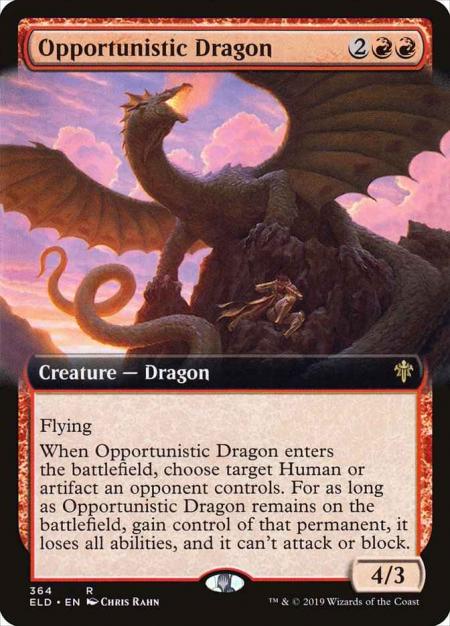 Opportunistic Dragon 2
Creature — Dragon
Flying
When Opportunistic Dragon enters
the battlefield, choose target Human or
artifact an opponent controls. For as long
as Opportunistic Dragon remains on the
battlefield, gain control of that permanent, it
loses all abilities, and it can't attack or block.
4/3
364 R
ELD • EN Chris Rahn
™ & © 2019 Wizards of the Coast